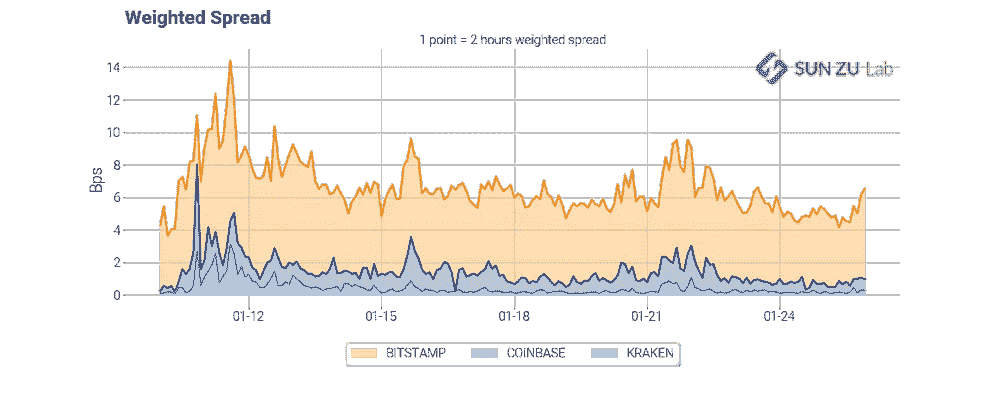 Weighted Spread
1 point = 2 hours weighted spread
SUN ZU Lab
14
12
10
8
6
4
2
0
Bps
01-12 01-15 01-18 01-21 01-24
BITSTAMP COINBASE KRAKEN